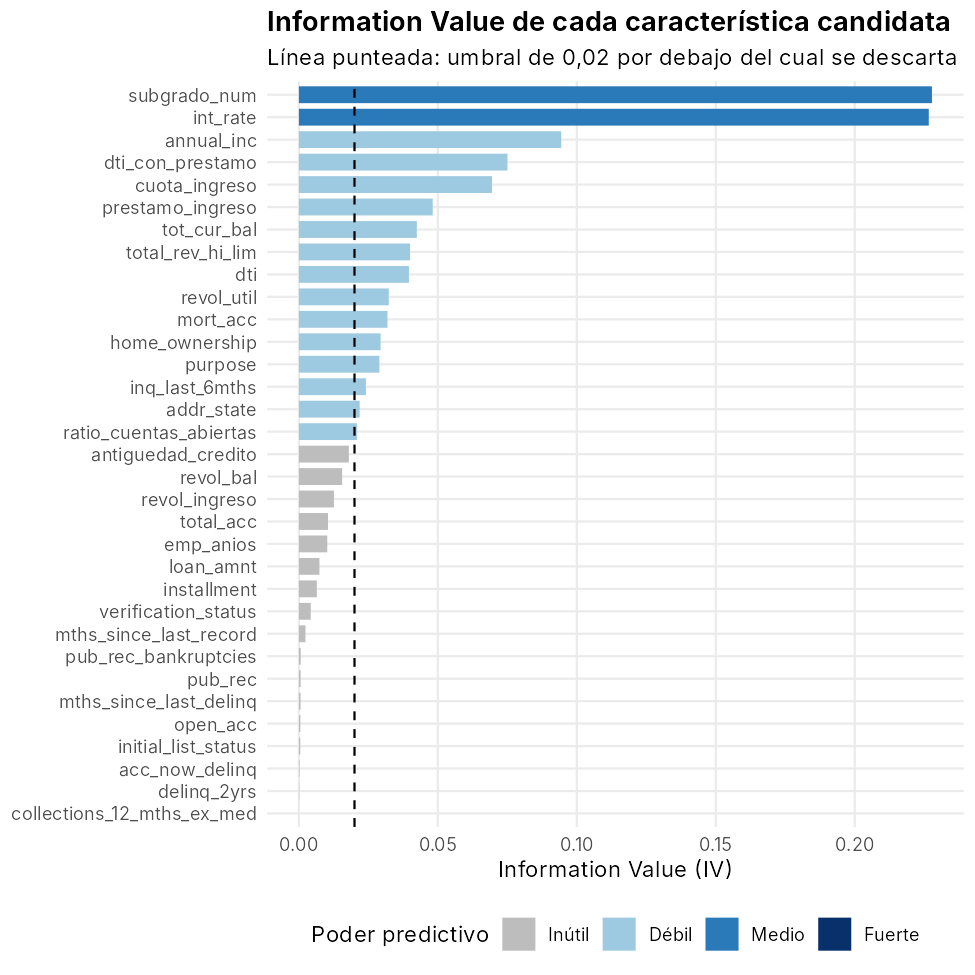 Information Value de cada característica candidata
Línea punteada: umbral de 0,02 por debajo del cual se descarta
subgrado_num
int_rate
annual_inc
dti_con_prestamo
cuota_ingreso
prestamo_ingreso
tot_cur_bal
total_rev_hi_lim
dti
revol_util
mort_acc
home_ownership
purpose
inq_last_6mths
addr_state
ratio_cuentas_abiertas
antiguedad_credito
revol_bal
revol_ingreso
total_acc
emp_anios
loan_amnt
installment
verification_status
mths_since_last_record
pub_rec_bankruptcies
pub_rec
mths_since_last_delinq
open_acc
initial_list_status
acc_now_delinq
delinq_2yrs
collections_12_mths_ex_med
0.00 0.05 0.10 0.15 0.20
Information Value (IV)
Poder predictivo Inútil Débil Medio Fuerte